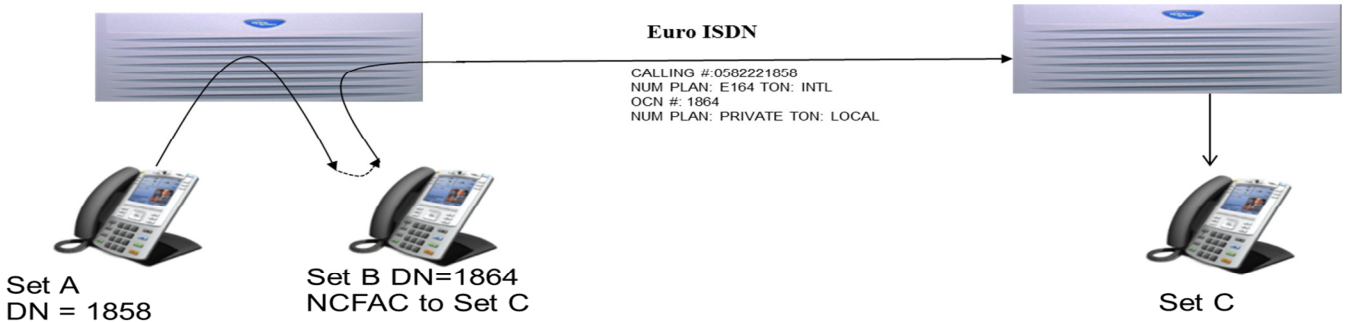 Euro ISDN
CALLING #:0582221858
NUM PLAN: E164 TON: INTL
OCN #: 1864
NUM PLAN: PRIVATE TON: LOCAL
Set A
DN = 1858
Set B DN=1864
NCFAC to Set C
Set C